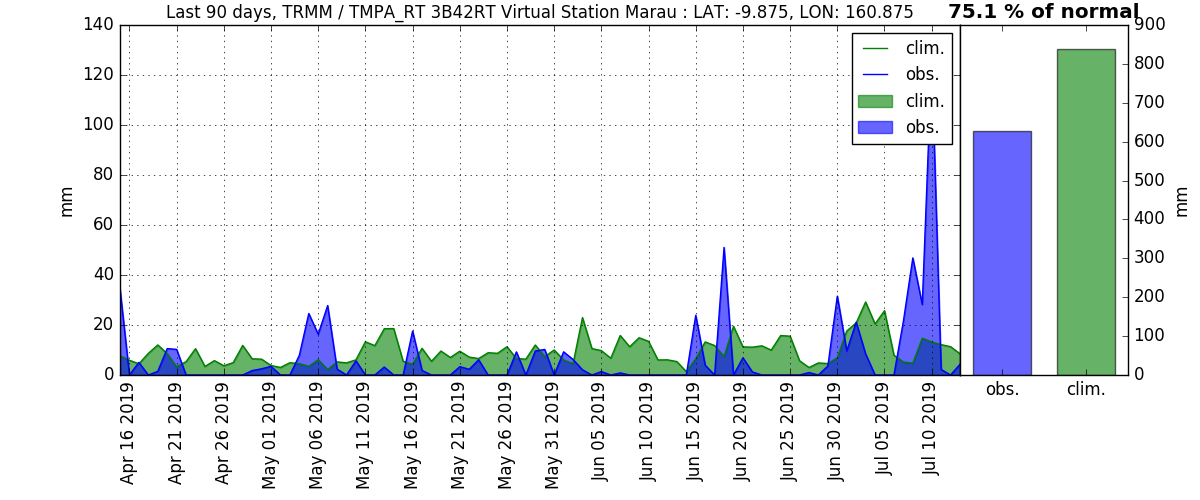 Last 90 days, TRMM / TMPA_RT 3B42RT Virtual Station Marau : LAT: -9.875, LON: 160.875
75.1 % of normal
140
120
100
80
60
40
20
0
mm
clim.
obs.
clim.
obs.
Apr 16 2019
Apr 21 2019
Apr 26 2019
May 01 2019
May 06 2019
May 11 2019
May 16 2019
May 21 2019
May 26 2019
May 31 2019
Jun 05 2019
Jun 10 2019
Jun 15 2019
Jun 20 2019
Jun 25 2019
Jun 30 2019
Jul 05 2019
Jul 10 2019
900
800
700
600
500
400
300
200
100
0
mm
obs.
clim.